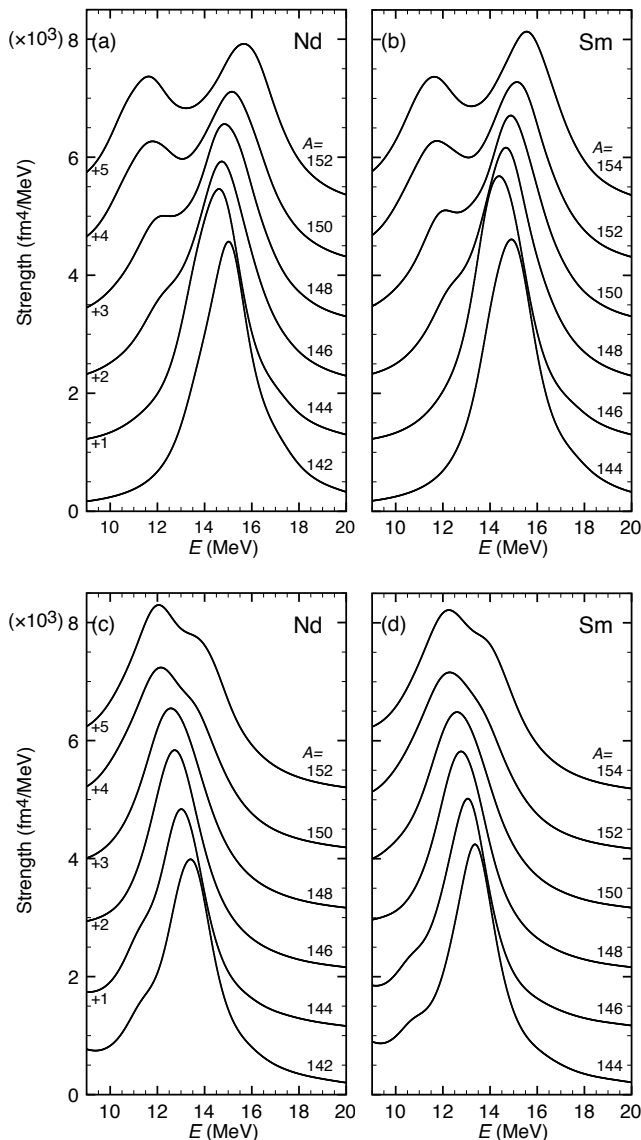 (×10³) 8 (a) Nd (b) Sm
A= A=
152 154
6 +5
150 152
+4
148 150
4
+3
146 148
+2
144 146
2
+1
142 144
0
Strength (fm⁴/MeV)
10 12 14 16 18 20 10 12 14 16 18 20
E (MeV) E (MeV)
(×10³) 8 (c) Nd (d) Sm
+5
6
A= A=
152 154
+4
150 152
4
+3
148 150
+2
146 148
2
+1
144 146
142 144
0
Strength (fm⁴/MeV)
10 12 14 16 18 20 10 12 14 16 18 20
E (MeV) E (MeV)